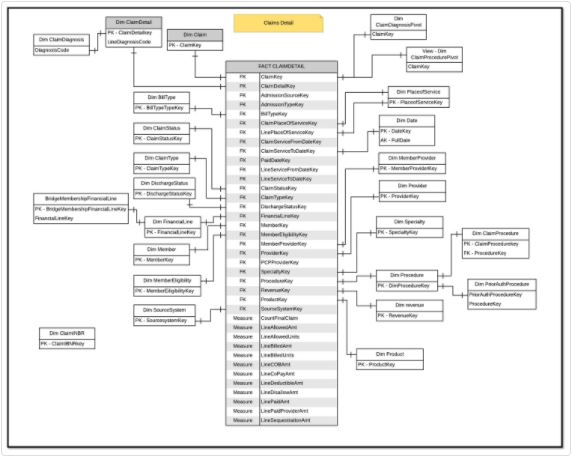 Claims Detail
Dim ClaimDetail
PK - ClaimDetailKey
LineDiagnosisCode
Dim Claim
PK - ClaimKey
Dim ClaimDiagnosis
DiagnosisCode
Dim
ClaimDiagnosisPivot
ClaimKey
View - Dim
ClaimProcedurePivot
ClaimKey
FACT CLAIMDETAIL
FK ClaimKey
FK ClaimDetailKey
FK AdmissionSourceKey
FK AdmissionTypeKey
FK BillTypeKey
FK ClaimPlaceOfServiceKey
FK LinePlaceOfServiceKey
FK ClaimServiceFromDateKey
FK ClaimServiceToDateKey
FK PaidDateKey
FK LineServiceFromDateKey
FK LineServiceToDateKey
FK ClaimStatusKey
FK ClaimTypeKey
FK DischargeStatusKey
FK FinancialLineKey
FK MemberKey
FK MemberEligibilityKey
FK MemberProviderKey
FK ProviderKey
FK PCPProviderKey
FK SpecialtyKey
FK ProcedureKey
FK RevenueKey
FK ProductKey
FK SourceSystemKey
Measure CountFinalClaim
Measure LineAllowedAmt
Measure LineAllowedUnits
Measure LineBilledAmt
Measure LineBilledUnits
Measure LineCOBAmt
Measure LineCoPayAmt
Measure LineDeductibleAmt
Measure LineDisallowAmt
Measure LinePaidAmt
Measure LinePaidProviderAmt
Measure LineSequestrationAmt
Dim BillType
PK - BillTypeTypeKey
Dim ClaimStatus
PK - ClaimStatusKey
Dim ClaimType
PK - ClaimTypeKey
Dim DischargeStatus
PK - DischargeStatusKey
BridgeMembershipFinancialLine
PK - BridgeMembershipFinancialLineKey
FinancialLineKey
Dim FinancialLine
PK - FinancialLineKey
Dim Member
PK - MemberKey
Dim MemberEligibility
PK - MemberEligibilityKey
Dim SourceSystem
PK - SourcesystemKey
Dim ClaimNBR
PK - ClaimBNRkey
Dim PlaceofService
PK - PlaceofServiceKey
Dim Date
PK - DateKey
AK - FullDate
Dim MemberProvider
PK - MemberProviderKey
Dim Provider
PK - ProviderKey
Dim Specialty
PK - SpecialtyKey
Dim ClaimProcedure
PK - ClaimProcedurekey
FK - ProcedureKey
Dim Procedure
PK - DimProcedureKey
Dim PriorAuthProcedure
PriorAuthProcedureKey
ProcedureKey
Dim revenue
PK - RevenueKey
Dim Product
PK - ProductKey